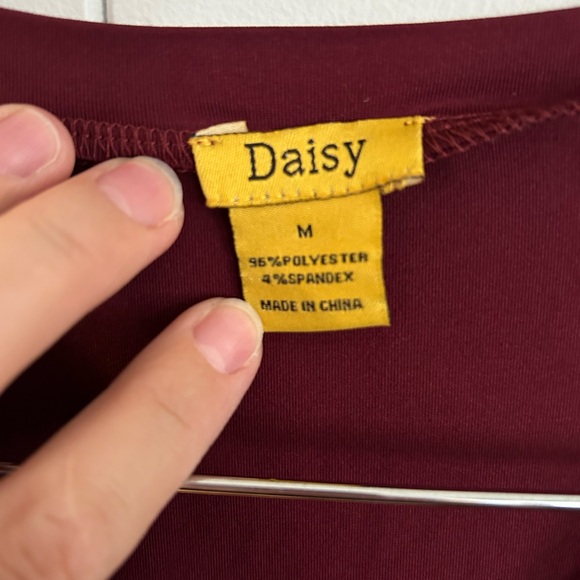 Daisy
M
96%POLYESTER
4%SPANDEX
MADE IN CHINA